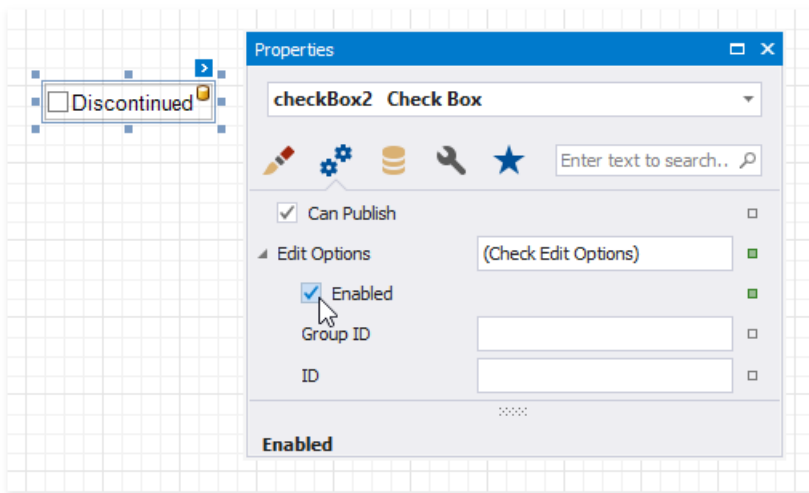 Discontinued
Properties
checkBox2 Check Box
Enter text to search..
Can Publish
Edit Options (Check Edit Options)
Enabled
Group ID
ID
Enabled